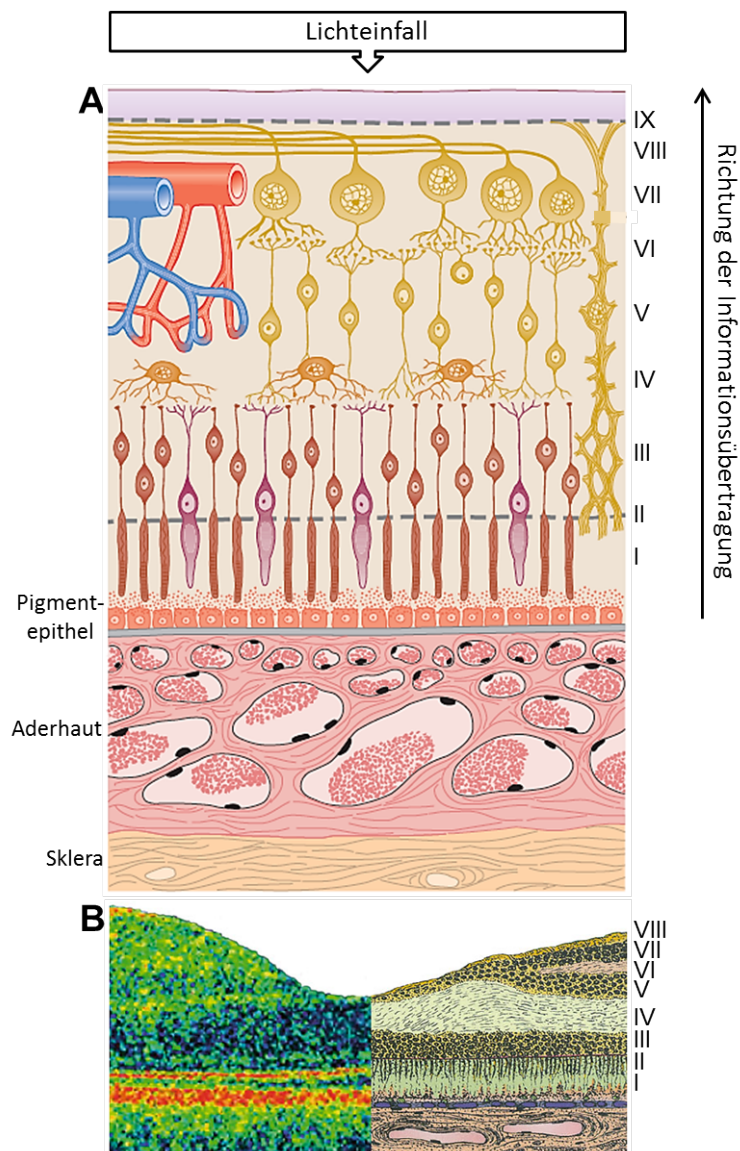 Lichteinfall
A
IX
VIII
VII
VI
V
IV
III
II
I
Richtung der Informationsübertragung
Pigment-
epithel
Aderhaut
Sklera
B
VIII
VII
VI
V
IV
III
II
I